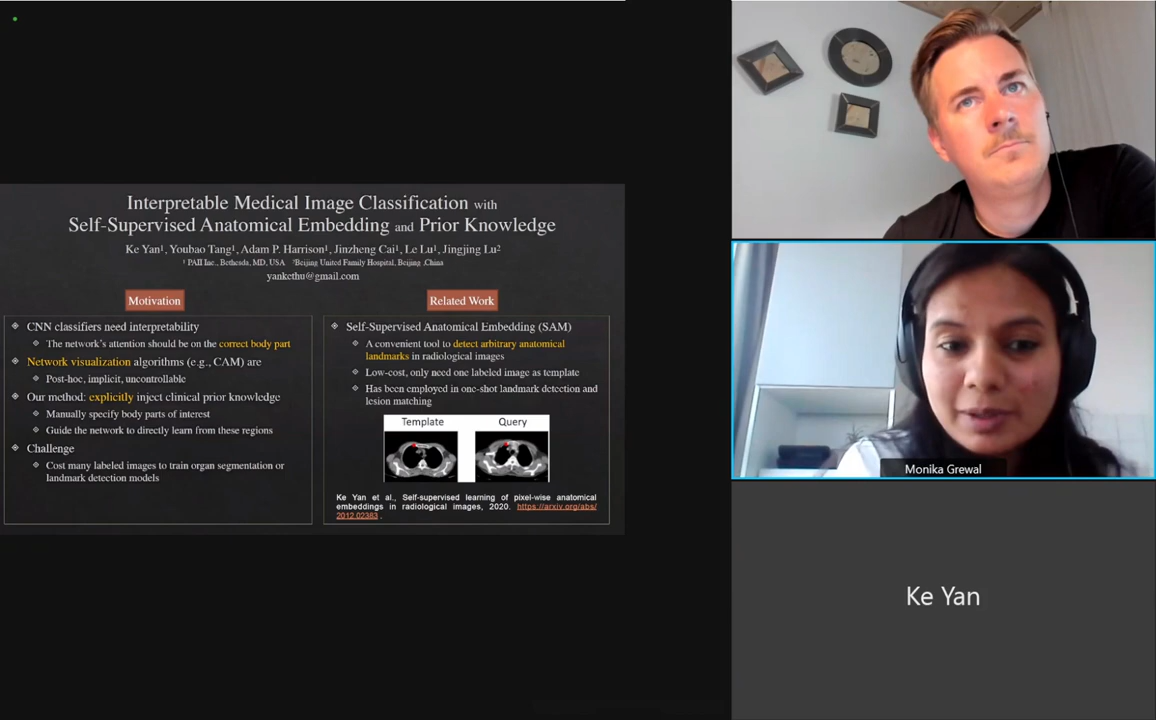 Interpretable Medical Image Classification with
Self-Supervised Anatomical Embedding and Prior Knowledge
Ke Yan¹, Youbao Tang¹, Adam P. Harrison¹, Jinzheng Cai¹, Le Lu¹, Jingjing Lu²
¹ PAII Inc., Bethesda, MD, USA ²Beijing United Family Hospital, Beijing ,China
yankethu@gmail.com
Motivation
CNN classifiers need interpretability
The network's attention should be on the correct body part
Network visualization algorithms (e.g., CAM) are
Post-hoc, implicit, uncontrollable
Our method: explicitly inject clinical prior knowledge
Manually specify body parts of interest
Guide the network to directly learn from these regions
Challenge
Cost many labeled images to train organ segmentation or
landmark detection models
Related Work
Self-Supervised Anatomical Embedding (SAM)
A convenient tool to detect arbitrary anatomical
landmarks in radiological images
Low-cost, only need one labeled image as template
Has been employed in one-shot landmark detection and
lesion matching
Template Query
Ke Yan et al., Self-supervised learning of pixel-wise anatomical
embeddings in radiological images, 2020. https://arxiv.org/abs/
2012.02383 .
Monika Grewal
Ke Yan